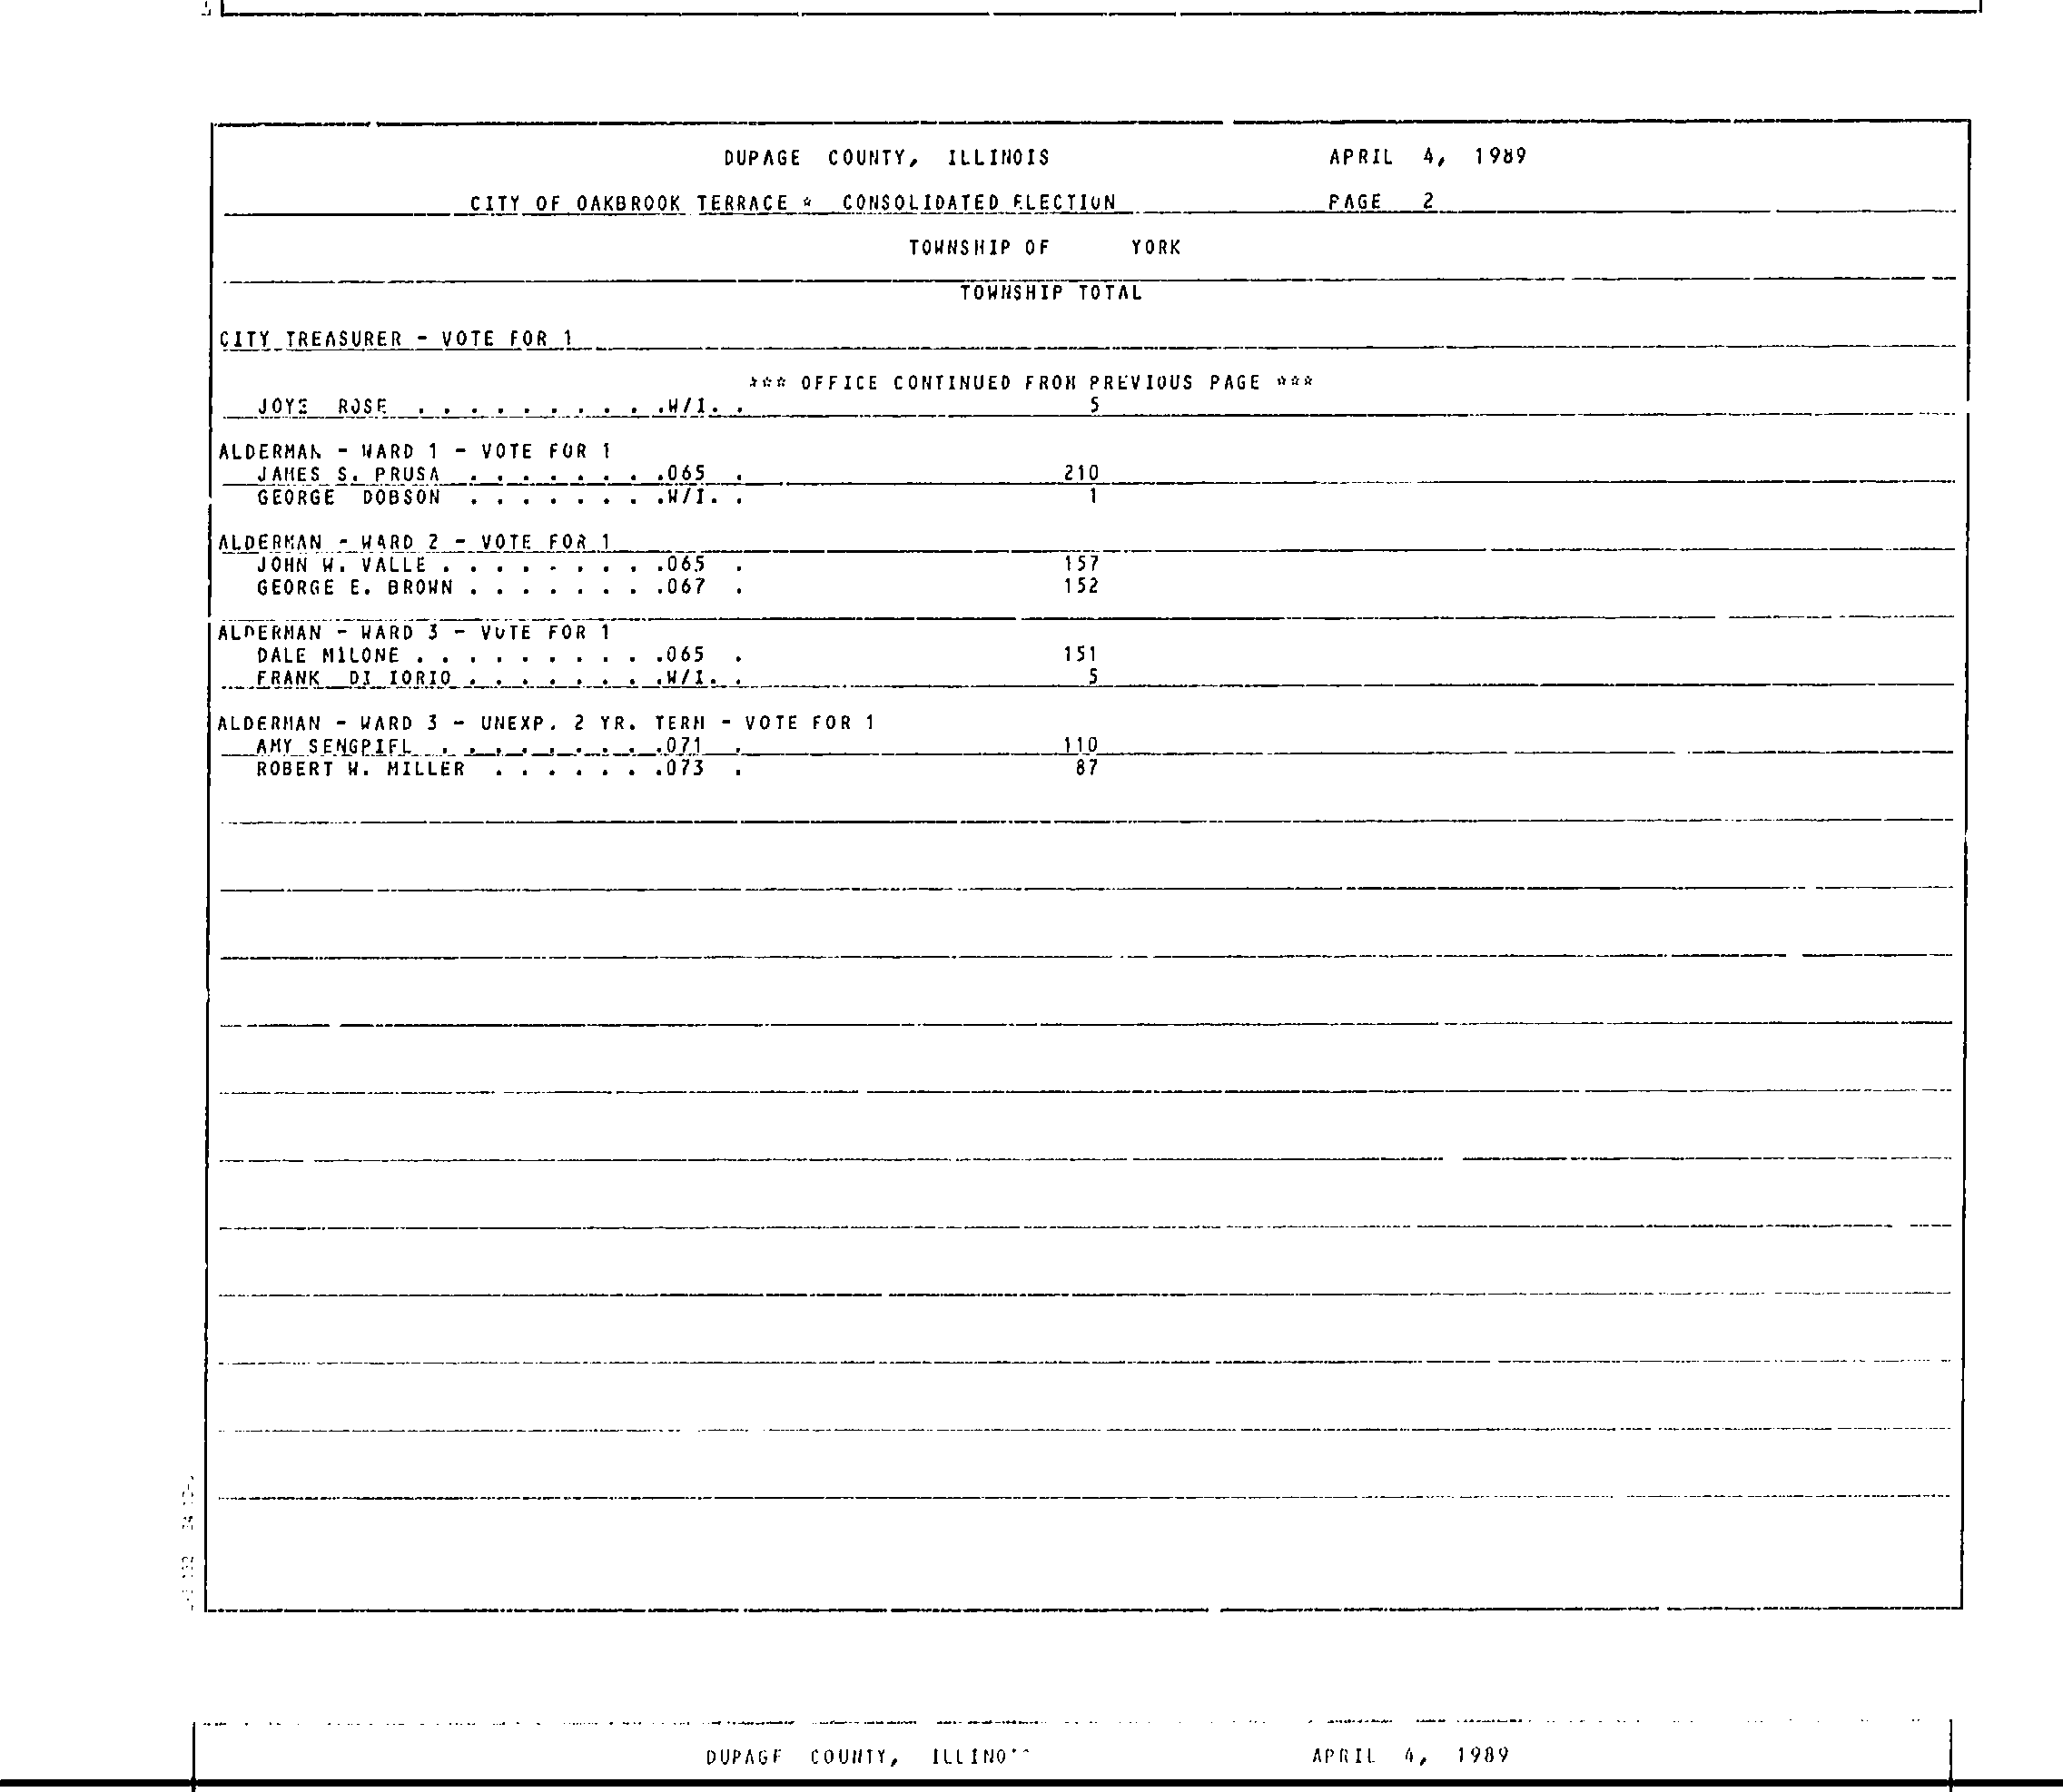 DUPAGE COUNTY, ILLINOIS APRIL 4, 1989
CITY OF OAKBROOK TERRACE * CONSOLIDATED ELECTION PAGE 2
TOWNSHIP OF YORK
TOWNSHIP TOTAL
CITY TREASURER - VOTE FOR 1
*** OFFICE CONTINUED FROM PREVIOUS PAGE ***
JOYE ROSE . . . . . . . . . .W/I. . 5
ALDERMAN - WARD 1 - VOTE FOR 1
JAMES S. PRUSA . . . . . . . .065 . 210
GEORGE DOBSON . . . . . . . .W/I. . 1
ALDERMAN - WARD 2 - VOTE FOR 1
JOHN W. VALLE . . . . . . . . .065 . 157
GEORGE E. BROWN . . . . . . . .067 . 152
ALDERMAN - WARD 3 - VOTE FOR 1
DALE MILONE . . . . . . . . . .065 . 151
FRANK DI IORIO . . . . . . . .W/I. . 5
ALDERMAN - WARD 3 - UNEXP. 2 YR. TERM - VOTE FOR 1
AMY SENGPIEL . . . . . . . . .071 . 110
ROBERT W. MILLER . . . . . . .073 . 87
DUPAGE COUNTY, APRIL 4, 1989